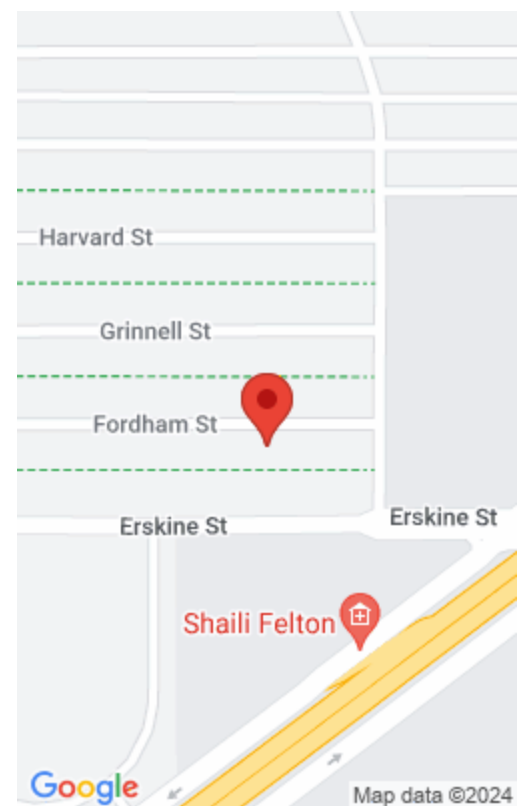 Harvard St
Grinnell St
Fordham St
Erskine St
Erskine St
Shaili Felton
Google
Map data ©2024